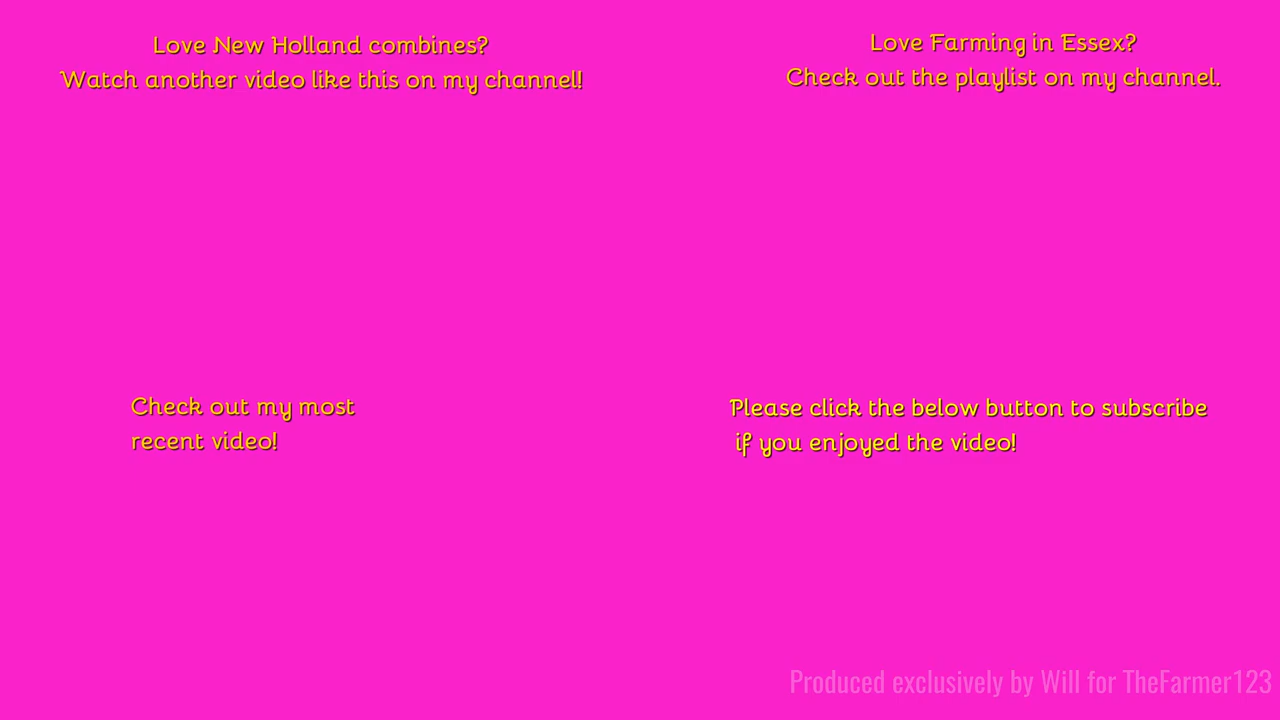 Love New Holland combines?
Watch another video like this on my channel!
Love Farming in Essex?
Check out the playlist on my channel.
Check out my most
recent video!
Please click the below button to subscribe
if you enjoyed the video!
Produced exclusively by Will for TheFarmer123